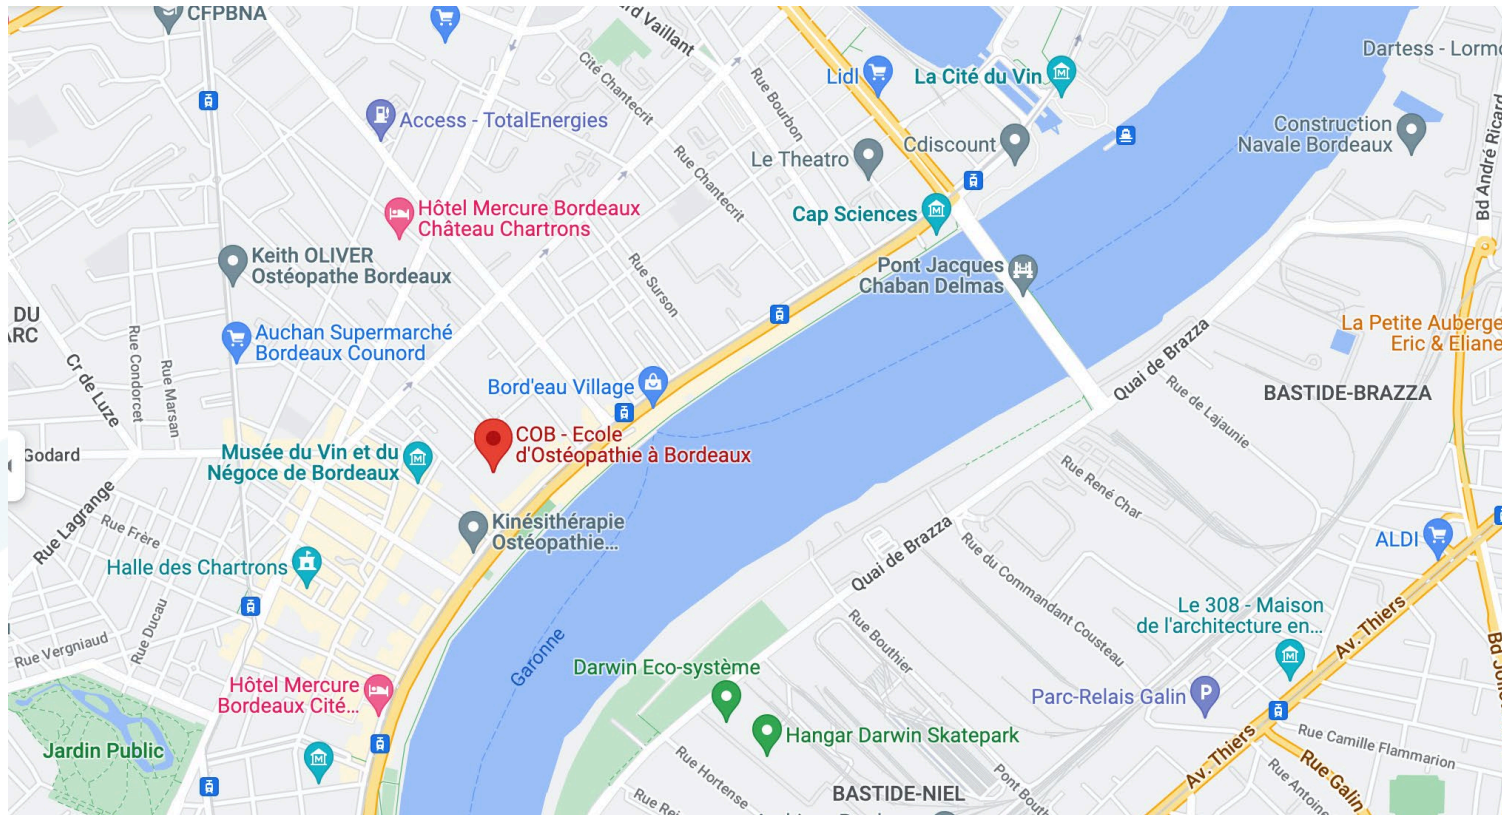 CFPBNA
rd Vaillant
Cité Chantecrit
Lidl
La Cité du Vin
Dartess - Lormo
Rue Bourbon
Access - TotalEnergies
Le Theatro
Cdiscount
Construction
Navale Bordeaux
Bd André Ricard
Rue Chantecrit
Hôtel Mercure Bordeaux
Château Chartrons
Cap Sciences
Keith OLIVER
Ostéopathe Bordeaux
Rue Surson
Pont Jacques
Chaban Delmas
DU
ARC
Auchan Supermarché
Bordeaux Counord
La Petite Auberge
Eric & Eliane
Quai de Brazza
Rue Condorcet
Rue Marsan
Cr de Luze
Bord'eau Village
Rue de Lajaunie
BASTIDE-BRAZZA
COB - Ecole
d'Ostéopathie à Bordeaux
Godard
Musée du Vin et du
Négoce de Bordeaux
Rue René Char
Rue Lagrange
Rue Frère
Kinésithérapie
Ostéopathie...
Quai de Brazza
ALDI
Halle des Chartrons
Rue du Commandant Cousteau
Rue Ducau
Rue Vergniaud
Garonne
Rue Bouthier
Le 308 - Maison
de l'architecture en...
Av. Thiers
Darwin Eco-système
Hôtel Mercure
Bordeaux Cité...
Parc-Relais Galin
P
Jardin Public
Hangar Darwin Skatepark
Av. Thiers
Rue Camille Flammarion
Rue Hortense
BASTIDE-NIEL
Pont Bouth
Rue Galin
Rue Antoine